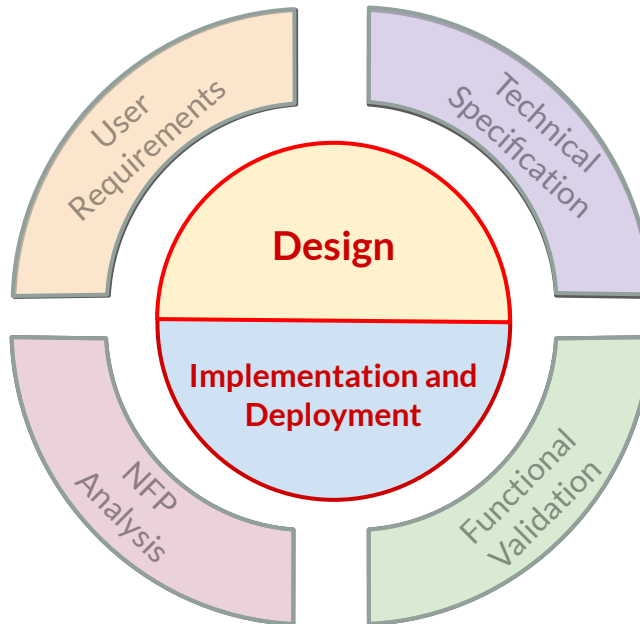 User
Requirements
Technical
Specification
Design
Implementation and
Deployment
NFP
Analysis
Functional
Validation